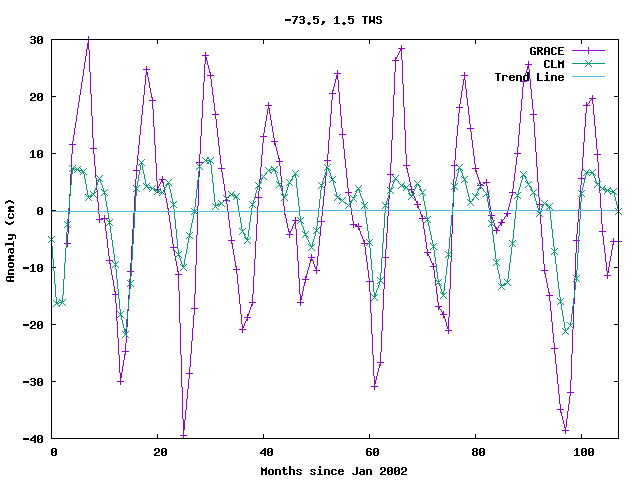 -73.5, 1.5 TWS
GRACE
CLM
Trend Line
30
20
10
0
-10
-20
-30
-40
Anomaly (cm)
0 20 40 60 80 100
Months since Jan 2002